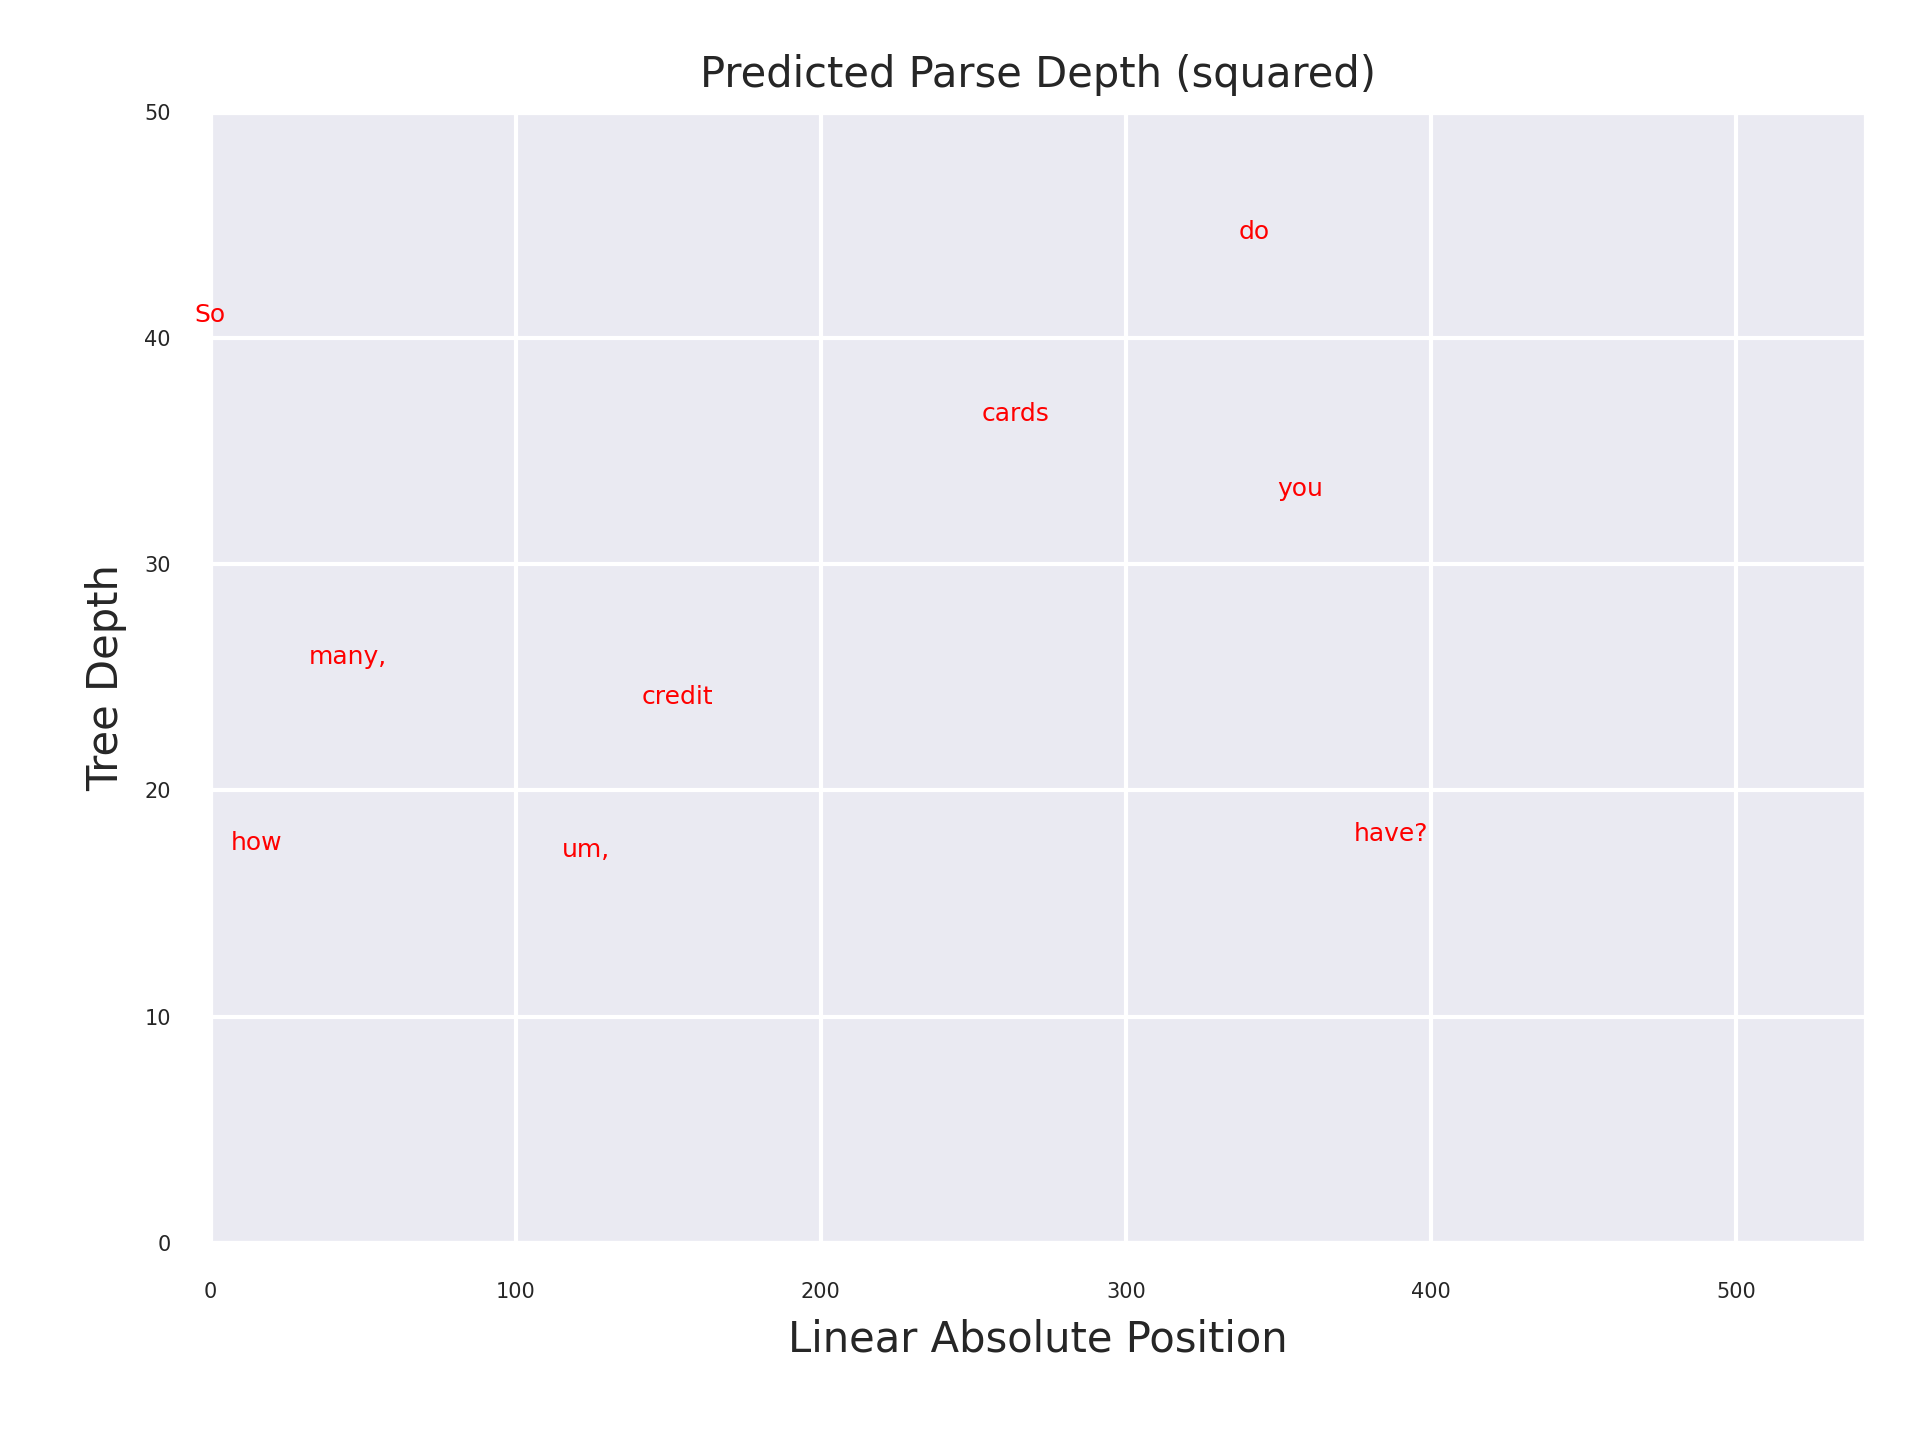 Predicted Parse Depth (squared)
50
do
So
40
cards
you
30
many,
credit
20
how
um,
have?
10
0
Tree Depth
0 100 200 300 400 500
Linear Absolute Position